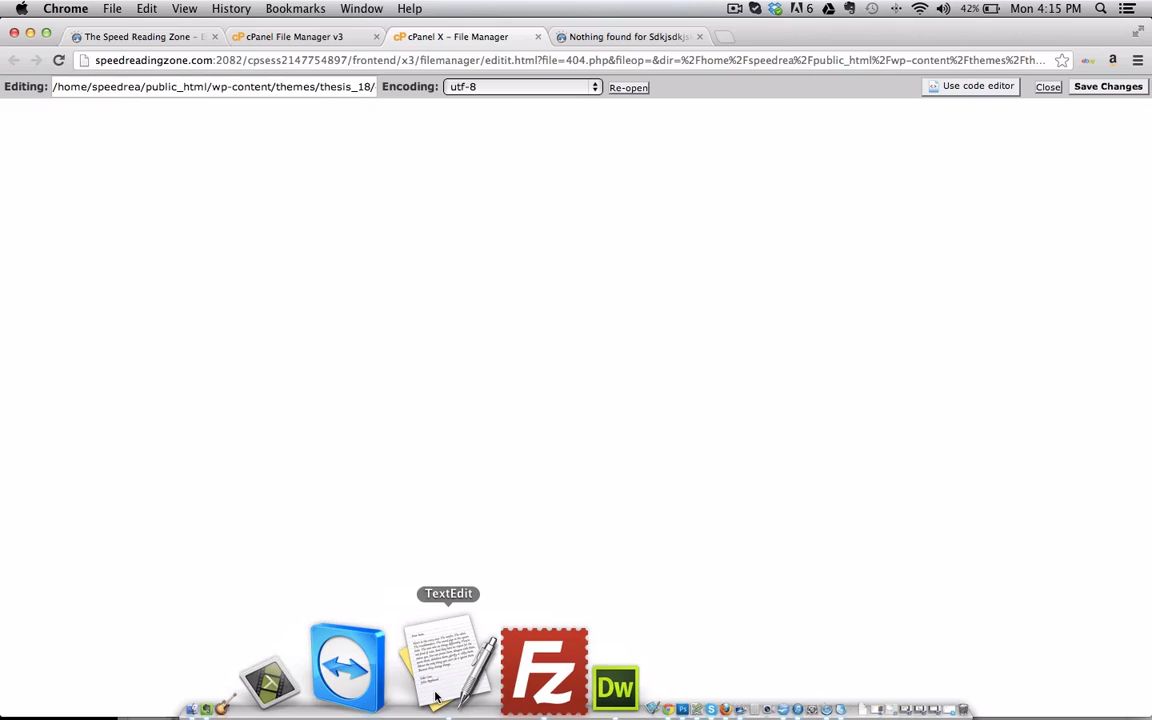 Chrome File Edit View History Bookmarks Window Help 6 42% Mon 4:15 PM
The Speed Reading Zone – E cPanel File Manager v3 cPanel X – File Manager Nothing found for Sdkjsdkjs
speedreadingzone.com:2082/cpsess2147754897/frontend/x3/filemanager/editit.html?file=404.php&fileop=&dir=%2Fhome%2Fspeedrea%2Fpublic_html%2Fwp-content%2Fthemes%2Fth...
Editing: /home/speedrea/public_html/wp-content/themes/thesis_18/ Encoding: utf-8 Re-open Use code editor Close Save Changes
TextEdit
Fz
Dw